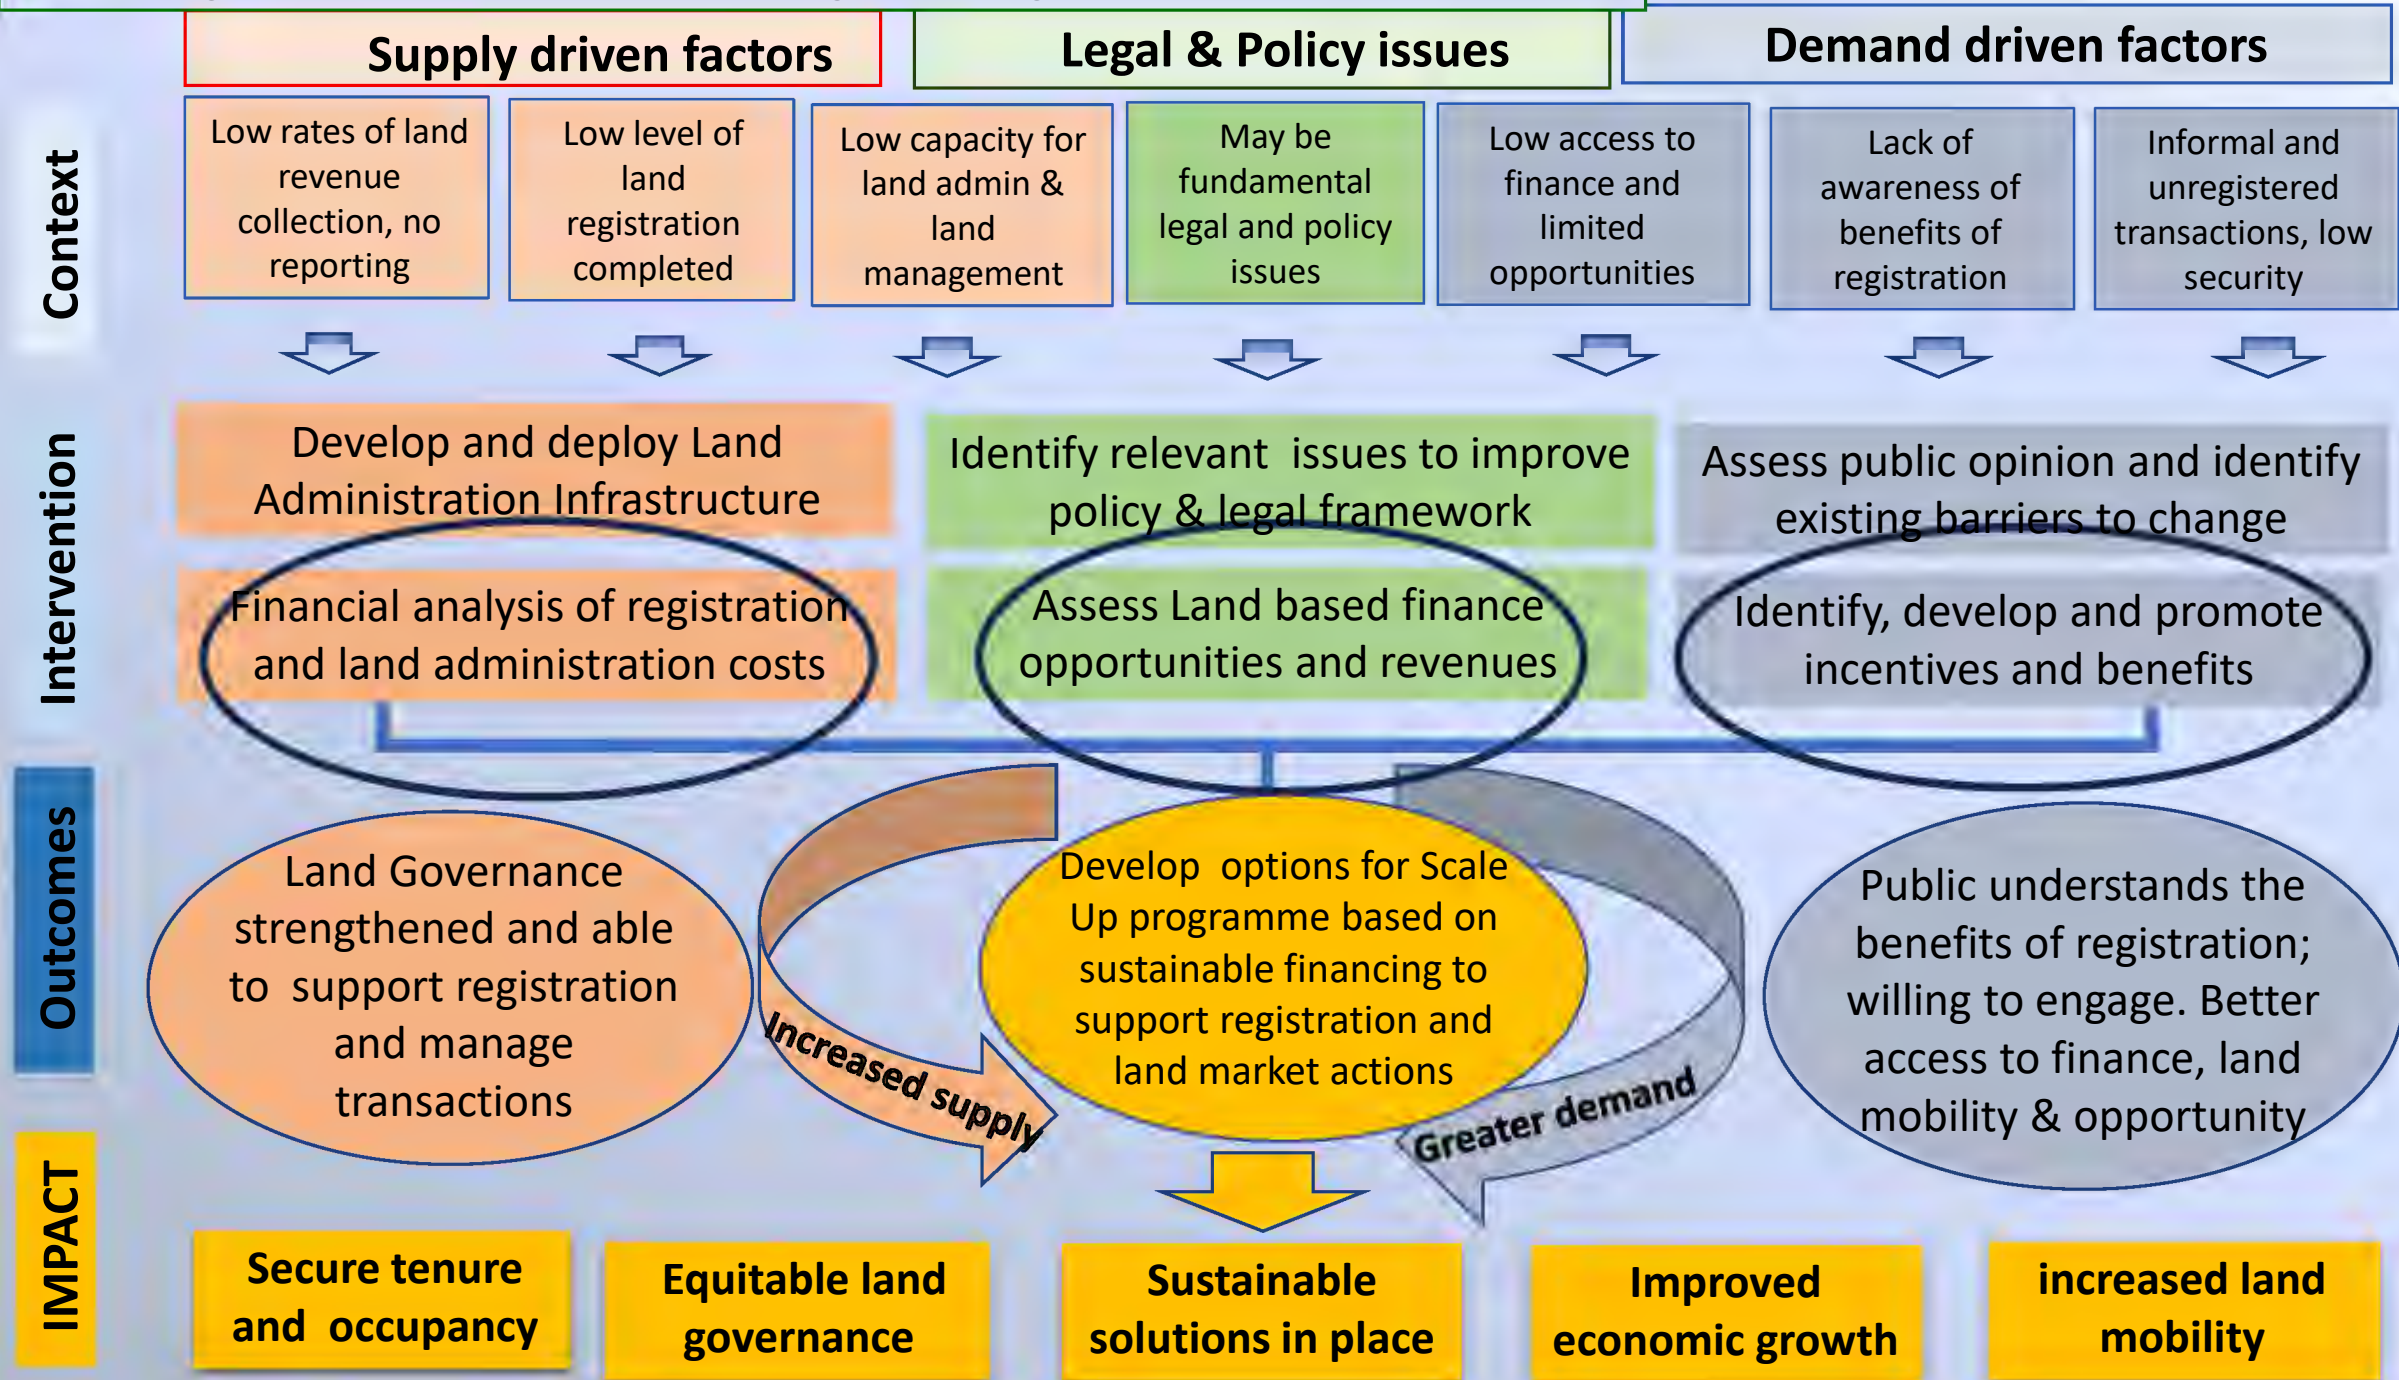 Supply driven factors
Legal & Policy issues
Demand driven factors
Context
Low rates of land
revenue
collection, no
reporting
Low level of
land
registration
completed
Low capacity for
land admin &
land
management
May be
fundamental
legal and policy
issues
Low access to
finance and
limited
opportunities
Lack of
awareness of
benefits of
registration
Informal and
unregistered
transactions, low
security
Intervention
Develop and deploy Land
Administration Infrastructure
Identify relevant issues to improve
policy & legal framework
Assess public opinion and identify
existing barriers to change
Financial analysis of registration
and land administration costs
Assess Land based finance
opportunities and revenues
Identify, develop and promote
incentives and benefits
Outcomes
Land Governance
strengthened and able
to support registration
and manage
transactions
Increased supply
Develop options for Scale
Up programme based on
sustainable financing to
support registration and
land market actions
Greater demand
Public understands the
benefits of registration;
willing to engage. Better
access to finance, land
mobility & opportunity
IMPACT
Secure tenure
and occupancy
Equitable land
governance
Sustainable
solutions in place
Improved
economic growth
increased land
mobility